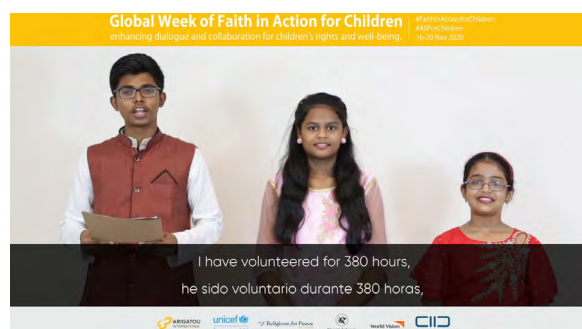 Global Week of Faith in Action for Children
enhancing dialogue and collaboration for children's rights and well-being.
#FaithInActionforChildren
#AllForChildren
16-20 Nov 2020
I have volunteered for 380 hours,
he sido voluntario durante 380 horas,
ARIGATOU
INTERNATIONAL
unicef
Religions for Peace
World Vision